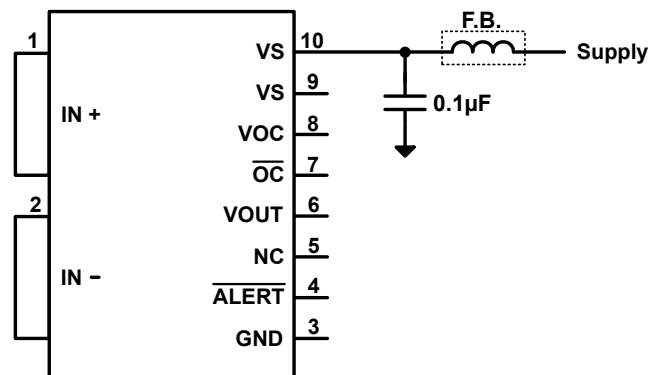 F.B.
1
VS 10
Supply
IN +
VS 9
0.1µF
VOC 8
OC 7
2
VOUT 6
NC 5
IN -
ALERT 4
GND 3